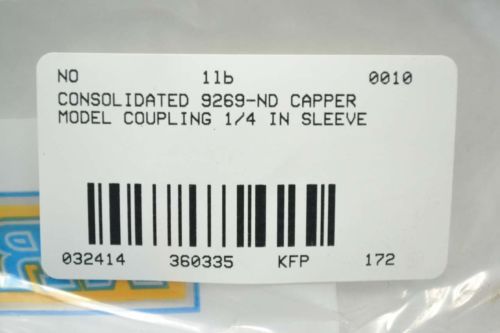 NO 1lb 0010
CONSOLIDATED 9269-ND CAPPER
MODEL COUPLING 1/4 IN SLEEVE
032414 360335 KFP 172